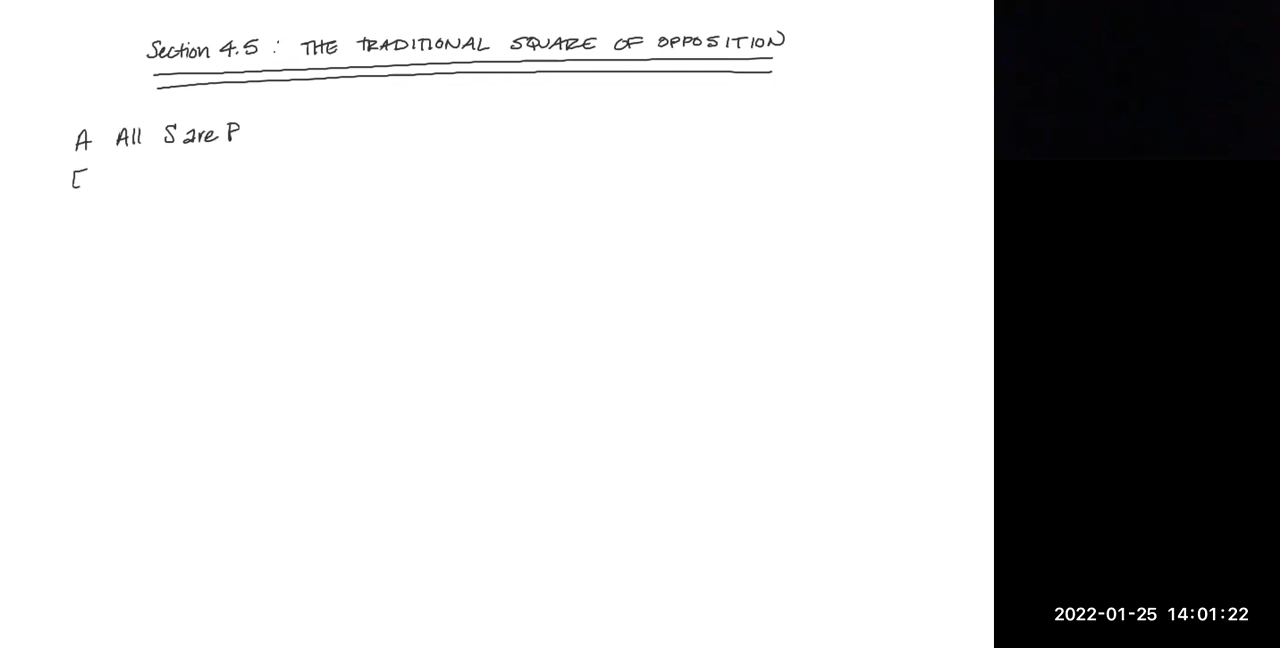 Section 4.5 : THE TRADITIONAL SQUARE OF OPPOSITION
A All S are P
[
2022-01-25 14:01:22